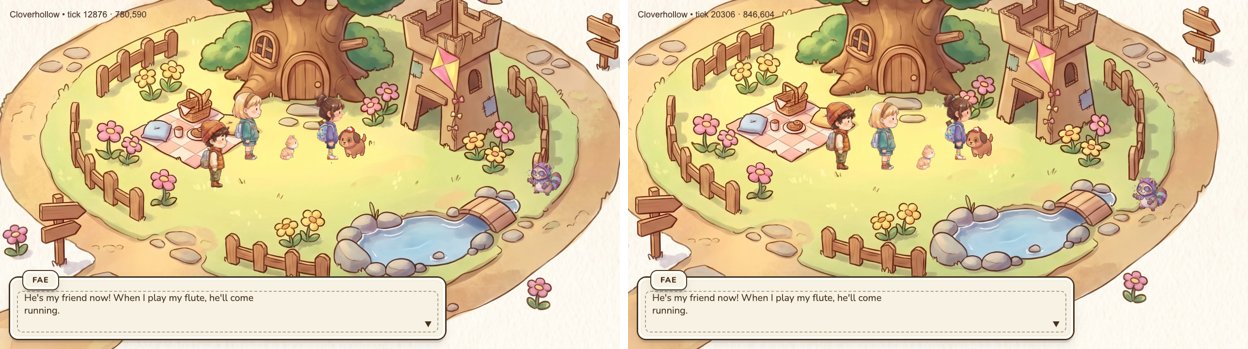 Cloverhollow • tick 12876 · 780,590
FAE
He's my friend now! When I play my flute, he'll come
running.
Cloverhollow • tick 20306 · 846,604
FAE
He's my friend now! When I play my flute, he'll come
running.